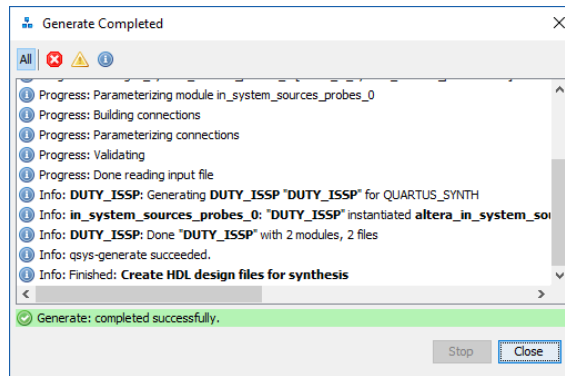 Generate Completed
All
Progress: Parameterizing module in_system_sources_probes_0
Progress: Building connections
Progress: Parameterizing connections
Progress: Validating
Progress: Done reading input file
Info: DUTY_ISSP: Generating DUTY_ISSP "DUTY_ISSP" for QUARTUS_SYNTH
Info: in_system_sources_probes_0: "DUTY_ISSP" instantiated altera_in_system_sou
Info: DUTY_ISSP: Done "DUTY_ISSP" with 2 modules, 2 files
Info: qsys-generate succeeded.
Info: Finished: Create HDL design files for synthesis
Generate: completed successfully.
Stop Close